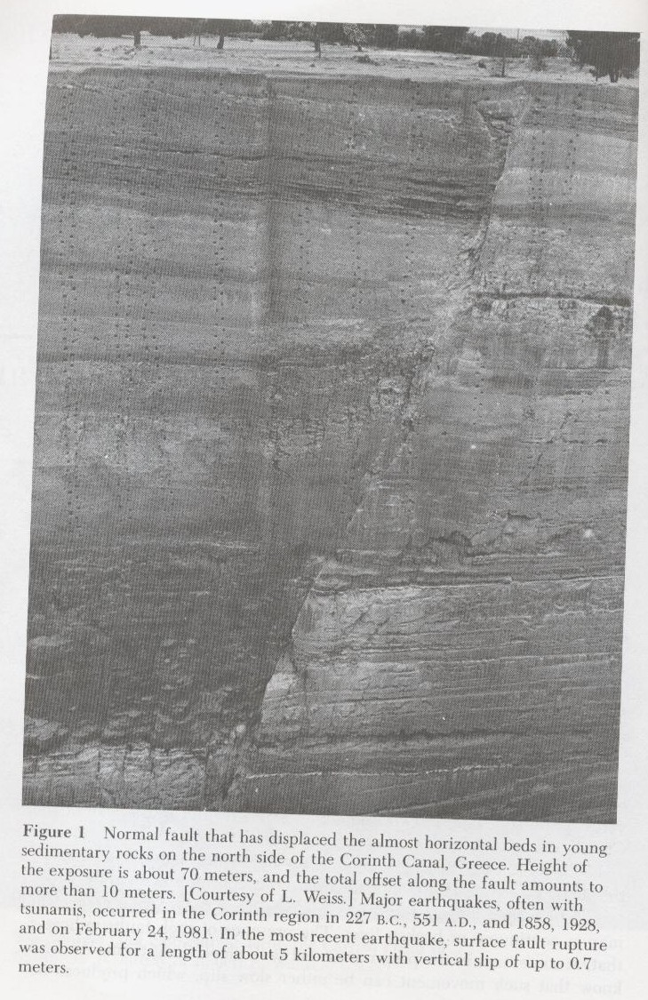 Figure 1 Normal fault that has displaced the almost horizontal beds in young
sedimentary rocks on the north side of the Corinth Canal, Greece. Height of
the exposure is about 70 meters, and the total offset along the fault amounts to
more than 10 meters. [Courtesy of L. Weiss.] Major earthquakes, often with
tsunamis, occurred in the Corinth region in 227 B.C., 551 A.D., and 1858, 1928,
and on February 24, 1981. In the most recent earthquake, surface fault rupture
was observed for a length of about 5 kilometers with vertical slip of up to 0.7
meters.